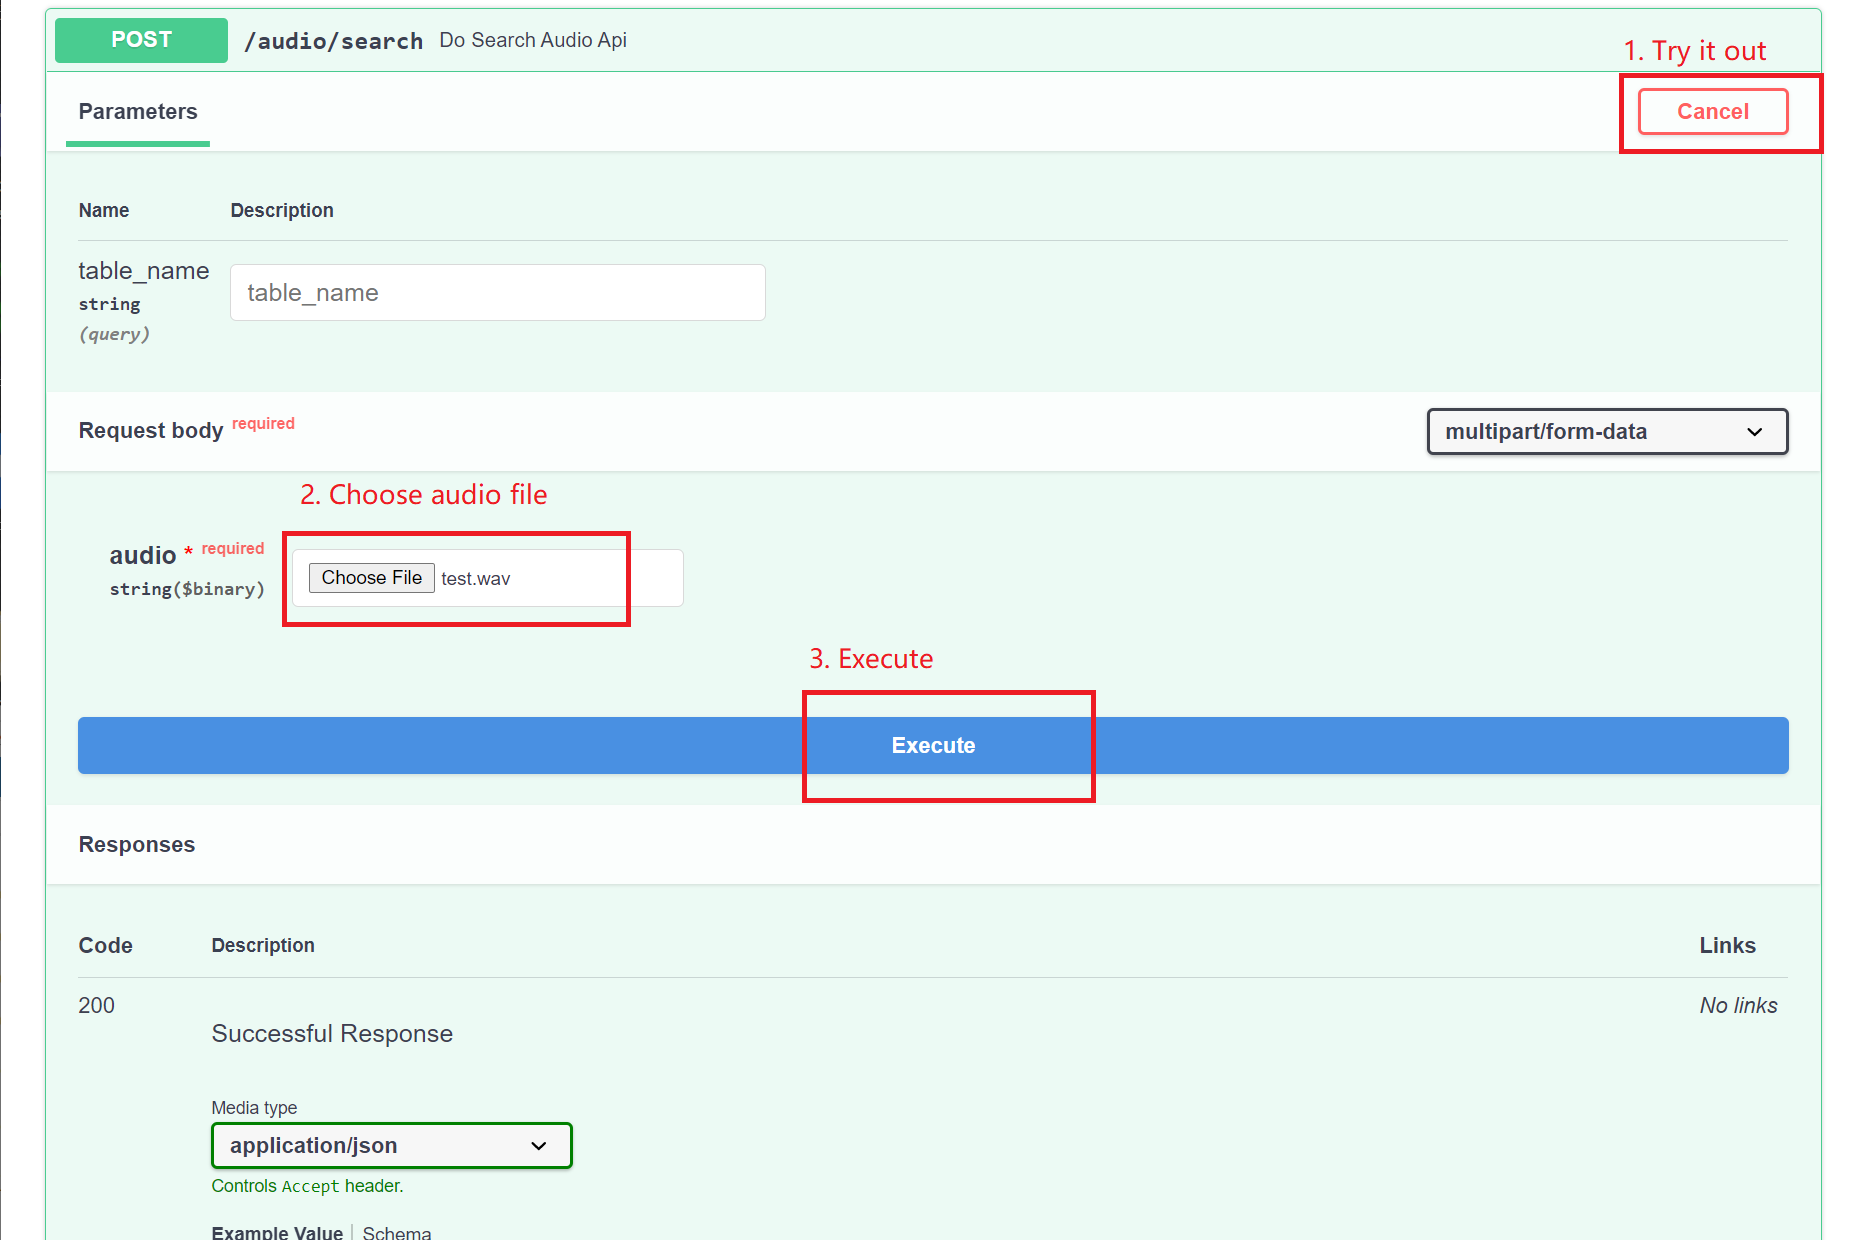 POST /audio/search Do Search Audio Api
1. Try it out
Parameters
Cancel
Name Description
table_name
string
(query)
table_name
Request body required
multipart/form-data
2. Choose audio file
audio * required
string($binary)
Choose File test.wav
3. Execute
Execute
Responses
Code Description Links
200
Successful Response
No links
Media type
application/json
Controls Accept header.
Example Value Schema